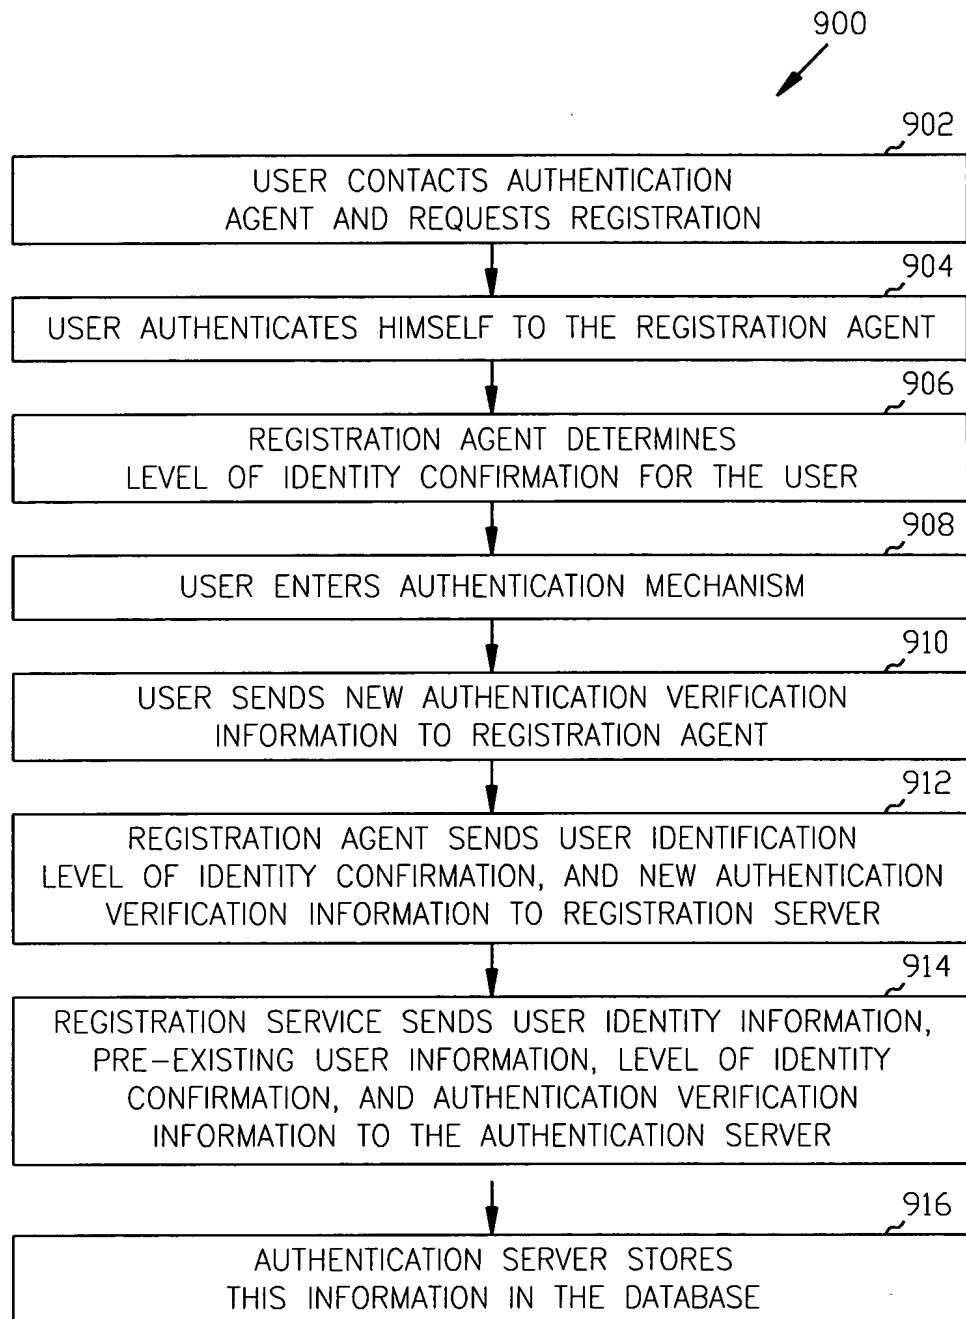 900
902
USER CONTACTS AUTHENTICATION
AGENT AND REQUESTS REGISTRATION
904
USER AUTHENTICATES HIMSELF TO THE REGISTRATION AGENT
906
REGISTRATION AGENT DETERMINES
LEVEL OF IDENTITY CONFIRMATION FOR THE USER
908
USER ENTERS AUTHENTICATION MECHANISM
910
USER SENDS NEW AUTHENTICATION VERIFICATION
INFORMATION TO REGISTRATION AGENT
912
REGISTRATION AGENT SENDS USER IDENTIFICATION
LEVEL OF IDENTITY CONFIRMATION, AND NEW AUTHENTICATION
VERIFICATION INFORMATION TO REGISTRATION SERVER
914
REGISTRATION SERVICE SENDS USER IDENTITY INFORMATION,
PRE-EXISTING USER INFORMATION, LEVEL OF IDENTITY
CONFIRMATION, AND AUTHENTICATION VERIFICATION
INFORMATION TO THE AUTHENTICATION SERVER
916
AUTHENTICATION SERVER STORES
THIS INFORMATION IN THE DATABASE